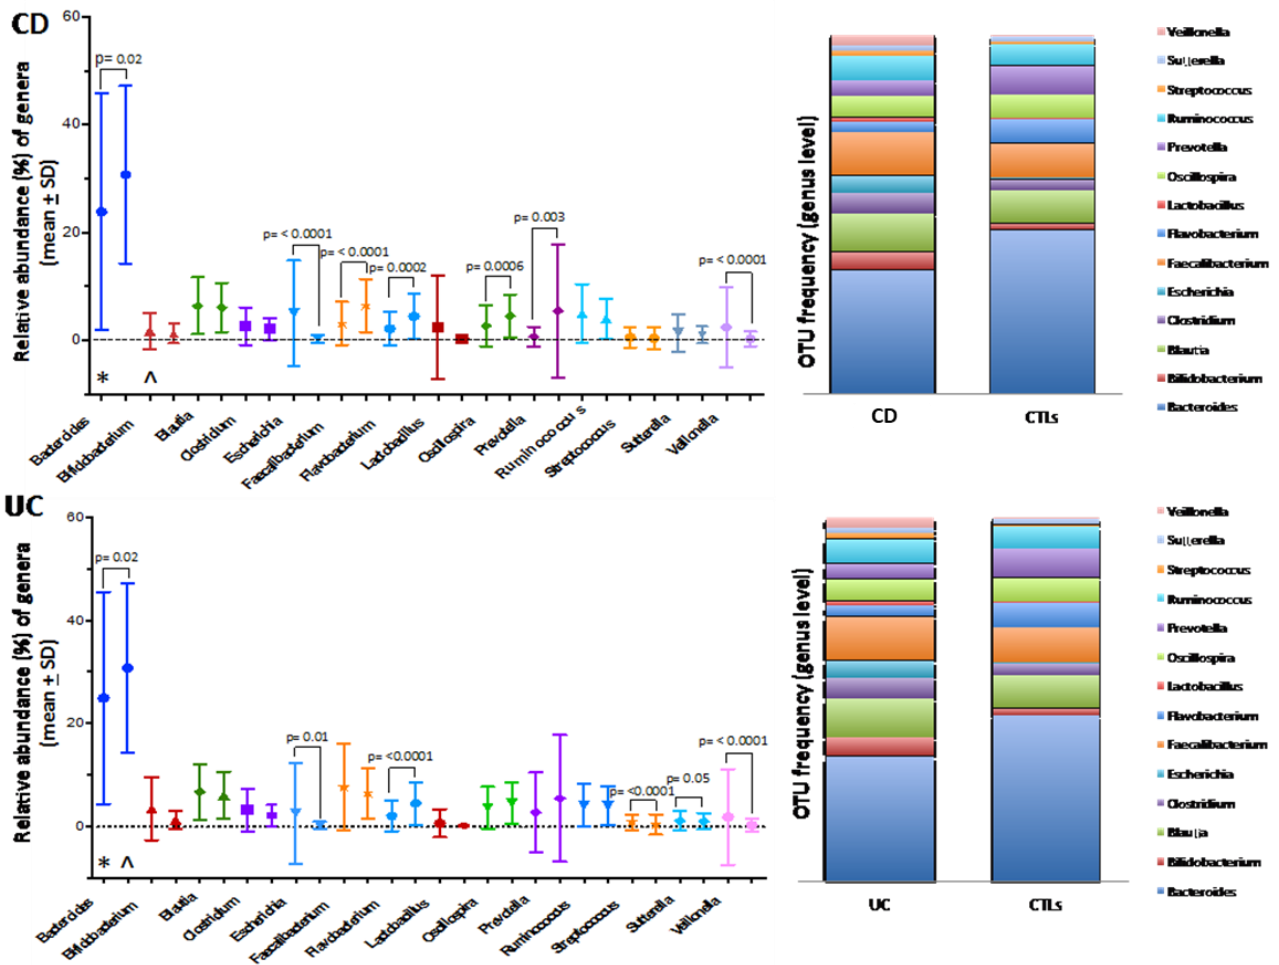 CD
60
40
20
0
Relative abundance (%) of genera
(mean ± SD)
p= 0.02
p= < 0.0001
p= < 0.0001
p= 0.0002
p= 0.0006
p= 0.003
p= < 0.0001
* ^
Bacteroides
Bifidobacterium
Blautia
Clostridium
Escherichia
Faecalibacterium
Flavobacterium
Lactobacillus
Oscillospira
Prevotella
Ruminococcus
Streptococcus
Sutterella
Veillonella
OTU frequency (genus level)
CD
CTLs
Veillonella
Sutterella
Streptococcus
Ruminococcus
Prevotella
Oscillospira
Lactobacillus
Flavobacterium
Faecalibacterium
Escherichia
Clostridium
Blautia
Bifidobacterium
Bacteroides
UC
60
40
20
0
Relative abundance (%) of genera
(mean ± SD)
p= 0.02
p= 0.01
p= <0.0001
p= <0.0001
p= 0.05
p= < 0.0001
* ^
Bacteroides
Bifidobacterium
Blautia
Clostridium
Escherichia
Faecalibacterium
Flavobacterium
Lactobacillus
Oscillospira
Prevotella
Ruminococcus
Streptococcus
Sutterella
Veillonella
OTU frequency (genus level)
UC
CTLs
Veillonella
Sutterella
Streptococcus
Ruminococcus
Prevotella
Oscillospira
Lactobacillus
Flavobacterium
Faecalibacterium
Escherichia
Clostridium
Blautia
Bifidobacterium
Bacteroides